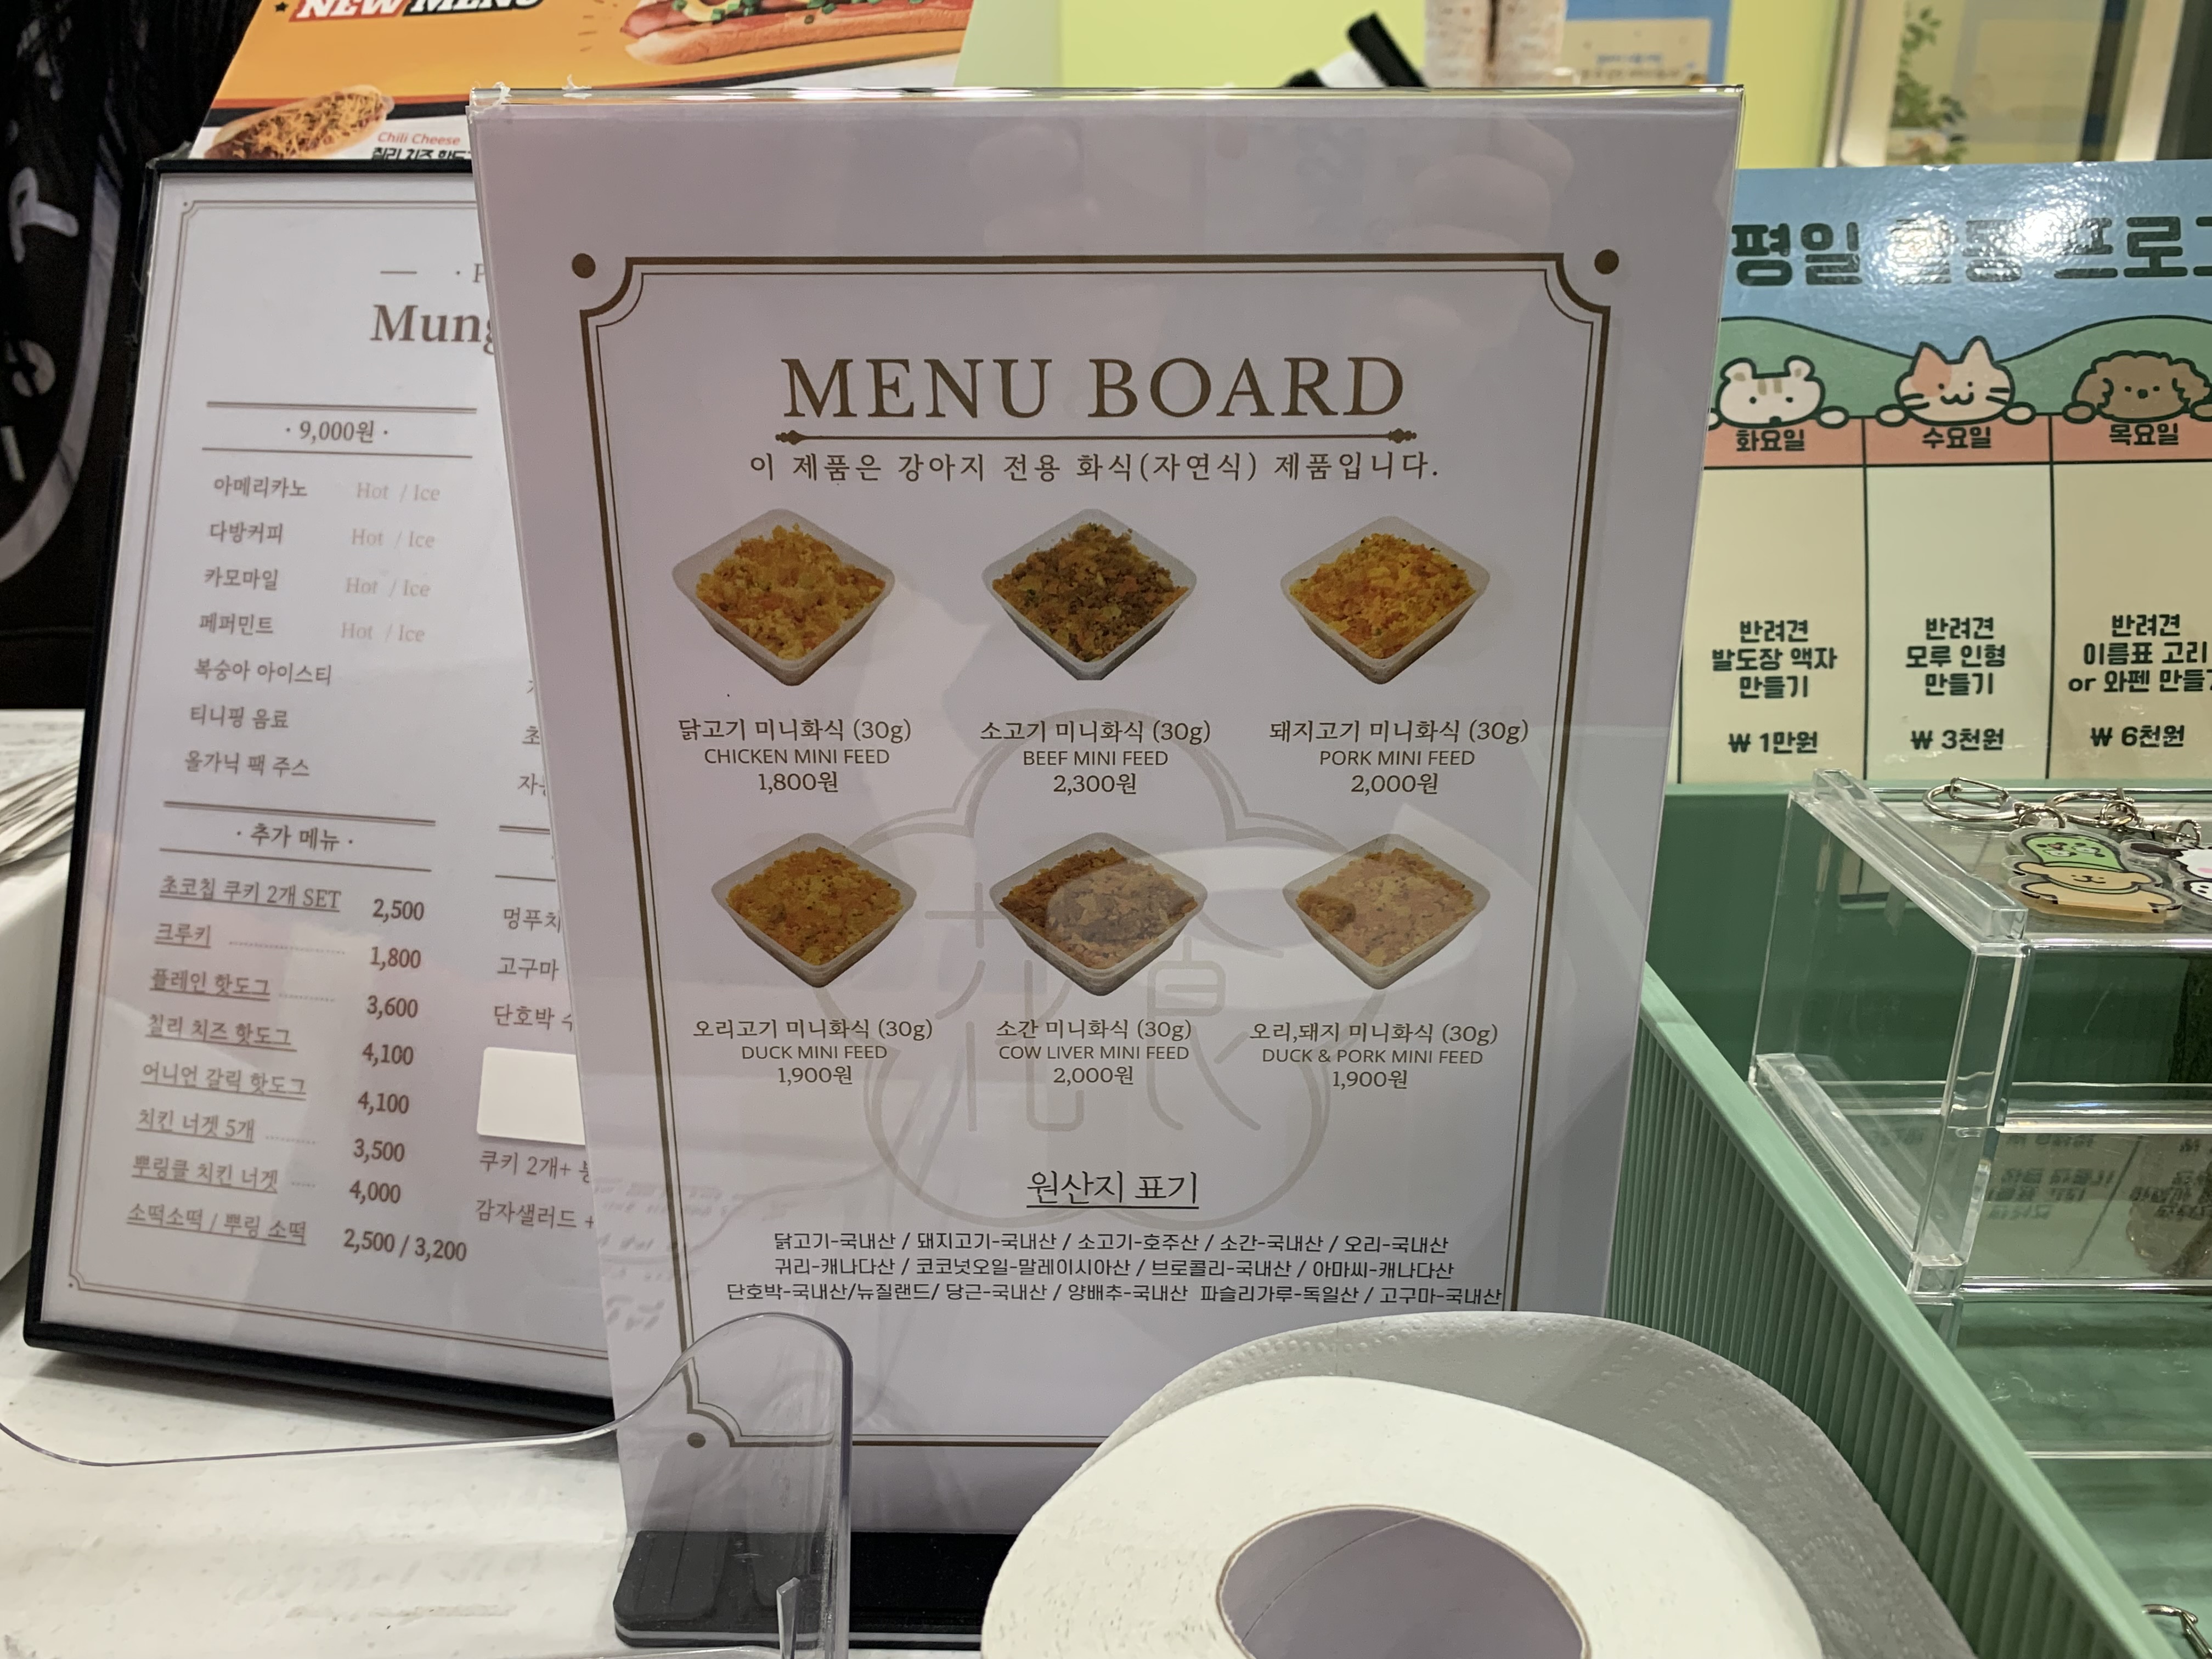 NEW MENU
Chili Cheese
칠리 치즈
· 9,000원 ·
아메리카노 Hot / Ice
다방커피 Hot / Ice
카모마일 Hot / Ice
페퍼민트 Hot / Ice
복숭아 아이스티
티니핑 음료
올가닉 팩 주스
· 추가 메뉴 ·
초코칩 쿠키 2개 SET 2,500
크루키 1,800
플레인 핫도그 3,600
칠리 치즈 핫도그 4,100
어니언 갈릭 핫도그 4,100
치킨 너겟 5개 3,500
뿌링클 치킨 너겟 4,000
소떡소떡 / 뿌링 소떡 2,500 / 3,200
고구마
단호박
쿠키 2개+
감자샐러드 +
MENU BOARD
이 제품은 강아지 전용 화식(자연식) 제품입니다.
닭고기 미니화식 (30g)
CHICKEN MINI FEED
1,800원
소고기 미니화식 (30g)
BEEF MINI FEED
2,300원
돼지고기 미니화식 (30g)
PORK MINI FEED
2,000원
오리고기 미니화식 (30g)
DUCK MINI FEED
1,900원
소간 미니화식 (30g)
COW LIVER MINI FEED
2,000원
오리,돼지 미니화식 (30g)
DUCK & PORK MINI FEED
1,900원
원산지 표기
닭고기-국내산 / 돼지고기-국내산 / 소고기-호주산 / 소간-국내산 / 오리-국내산
귀리-캐나다산 / 코코넛오일-말레이시아산 / 브로콜리-국내산 / 아마씨-캐나다산
단호박-국내산/뉴질랜드/ 당근-국내산 / 양배추-국내산 파슬리가루-독일산 / 고구마-국내산
평일
화요일
반려견
발도장 액자
만들기
₩ 1만원
수요일
반려견
모루 인형
만들기
₩ 3천원
목요일
반려견
이름표 고리
or 와펜
₩ 6천원